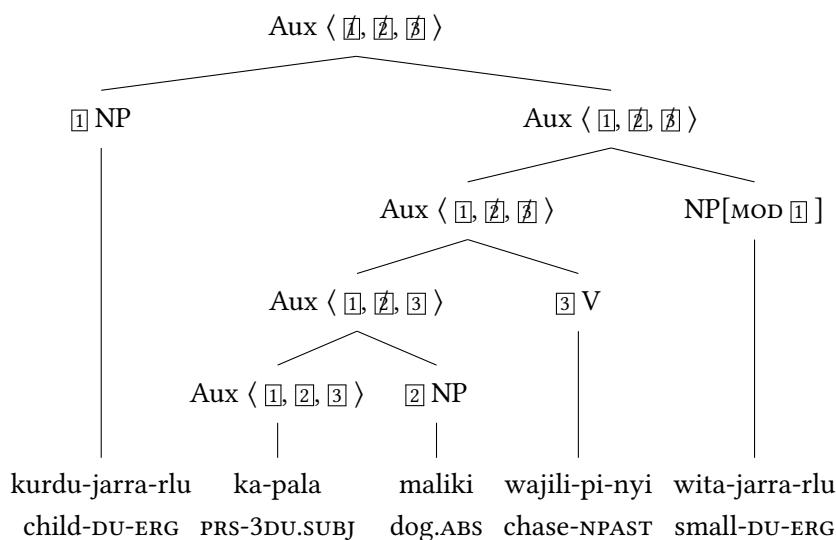 Aux ⟨ 1̸, 2̸, 3̸ ⟩
1 NP Aux ⟨ 1, 2̸, 3̸ ⟩
Aux ⟨ 1, 2̸, 3̸ ⟩ NP[MOD 1 ]
Aux ⟨ 1, 2̸, 3 ⟩ 3 V
Aux ⟨ 1, 2, 3 ⟩ 2 NP
kurdu-jarra-rlu ka-pala maliki wajili-pi-nyi wita-jarra-rlu
child-DU-ERG PRS-3DU.SUBJ dog.ABS chase-NPAST small-DU-ERG